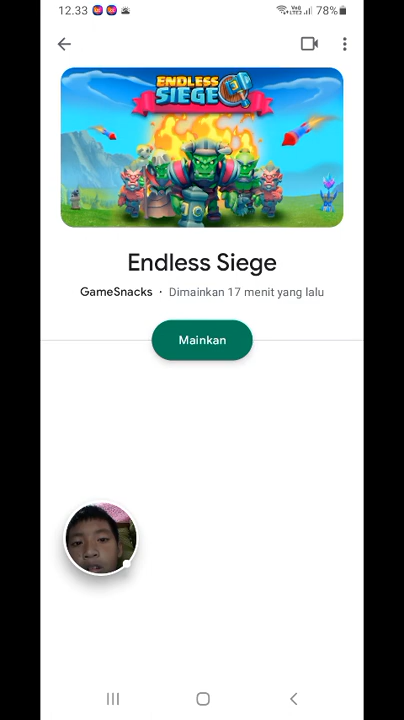 12.33
78%
ENDLESS
SIEGE
Endless Siege
GameSnacks · Dimainkan 17 menit yang lalu
Mainkan